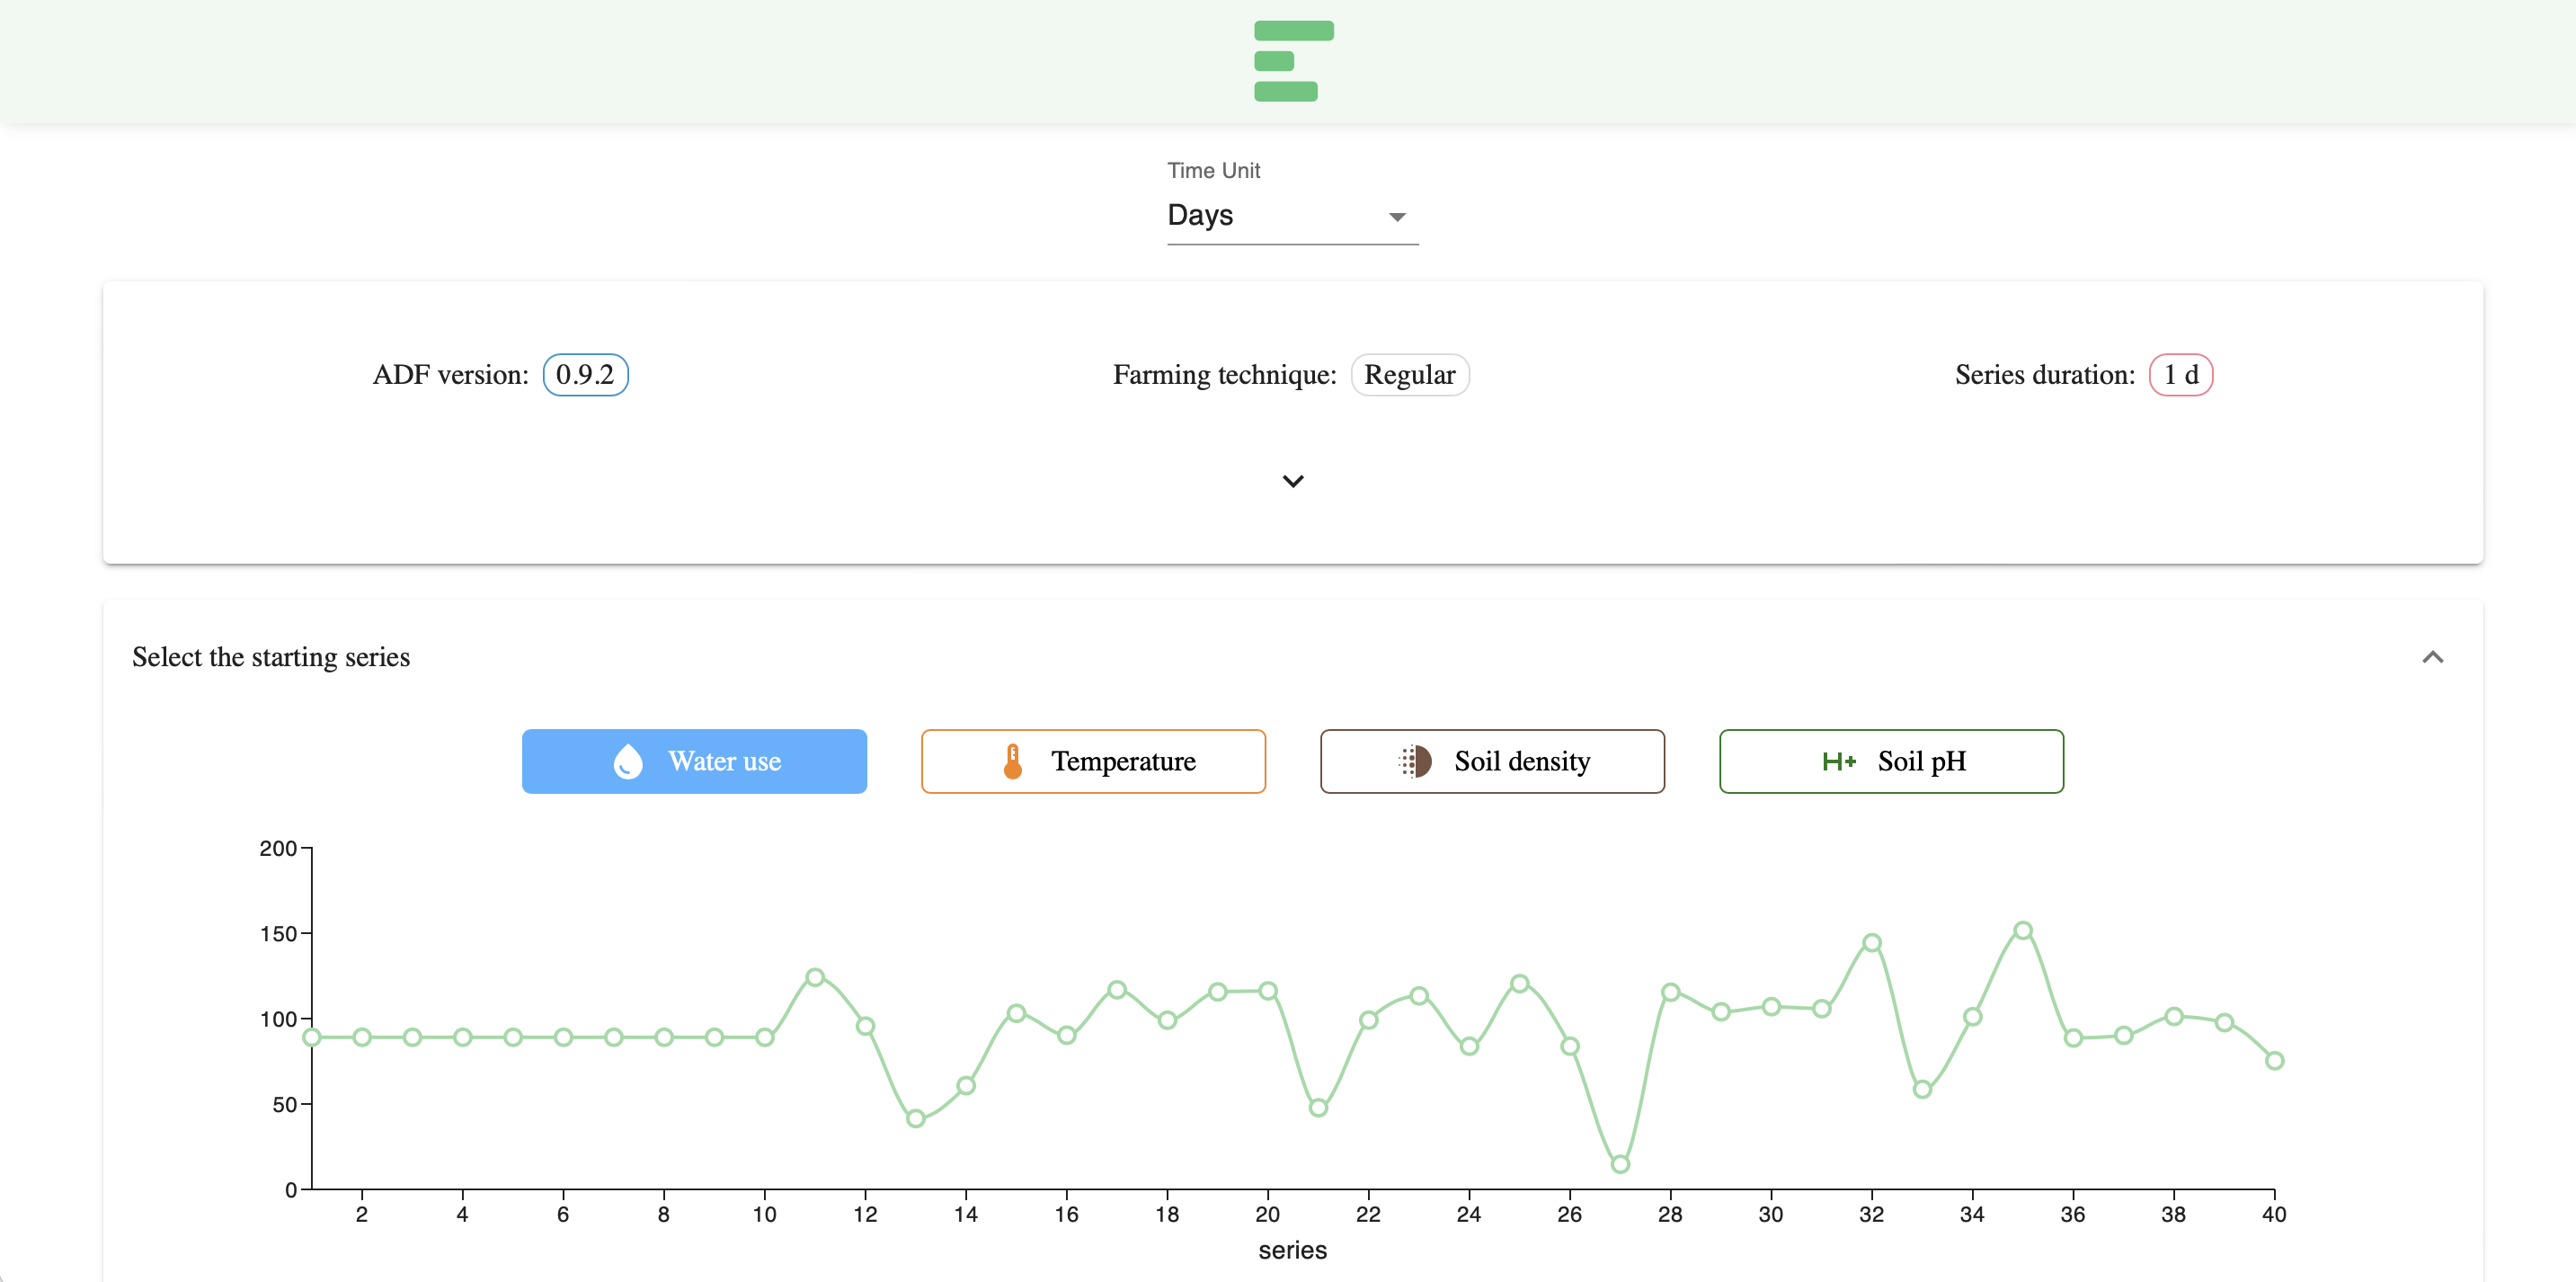 Time Unit
Days
ADF version: 0.9.2
Farming technique: Regular
Series duration: 1 d
Select the starting series
Water use
Temperature
Soil density
H+ Soil pH
200
150
100
50
0
2 4 6 8 10 12 14 16 18 20 22 24 26 28 30 32 34 36 38 40
series